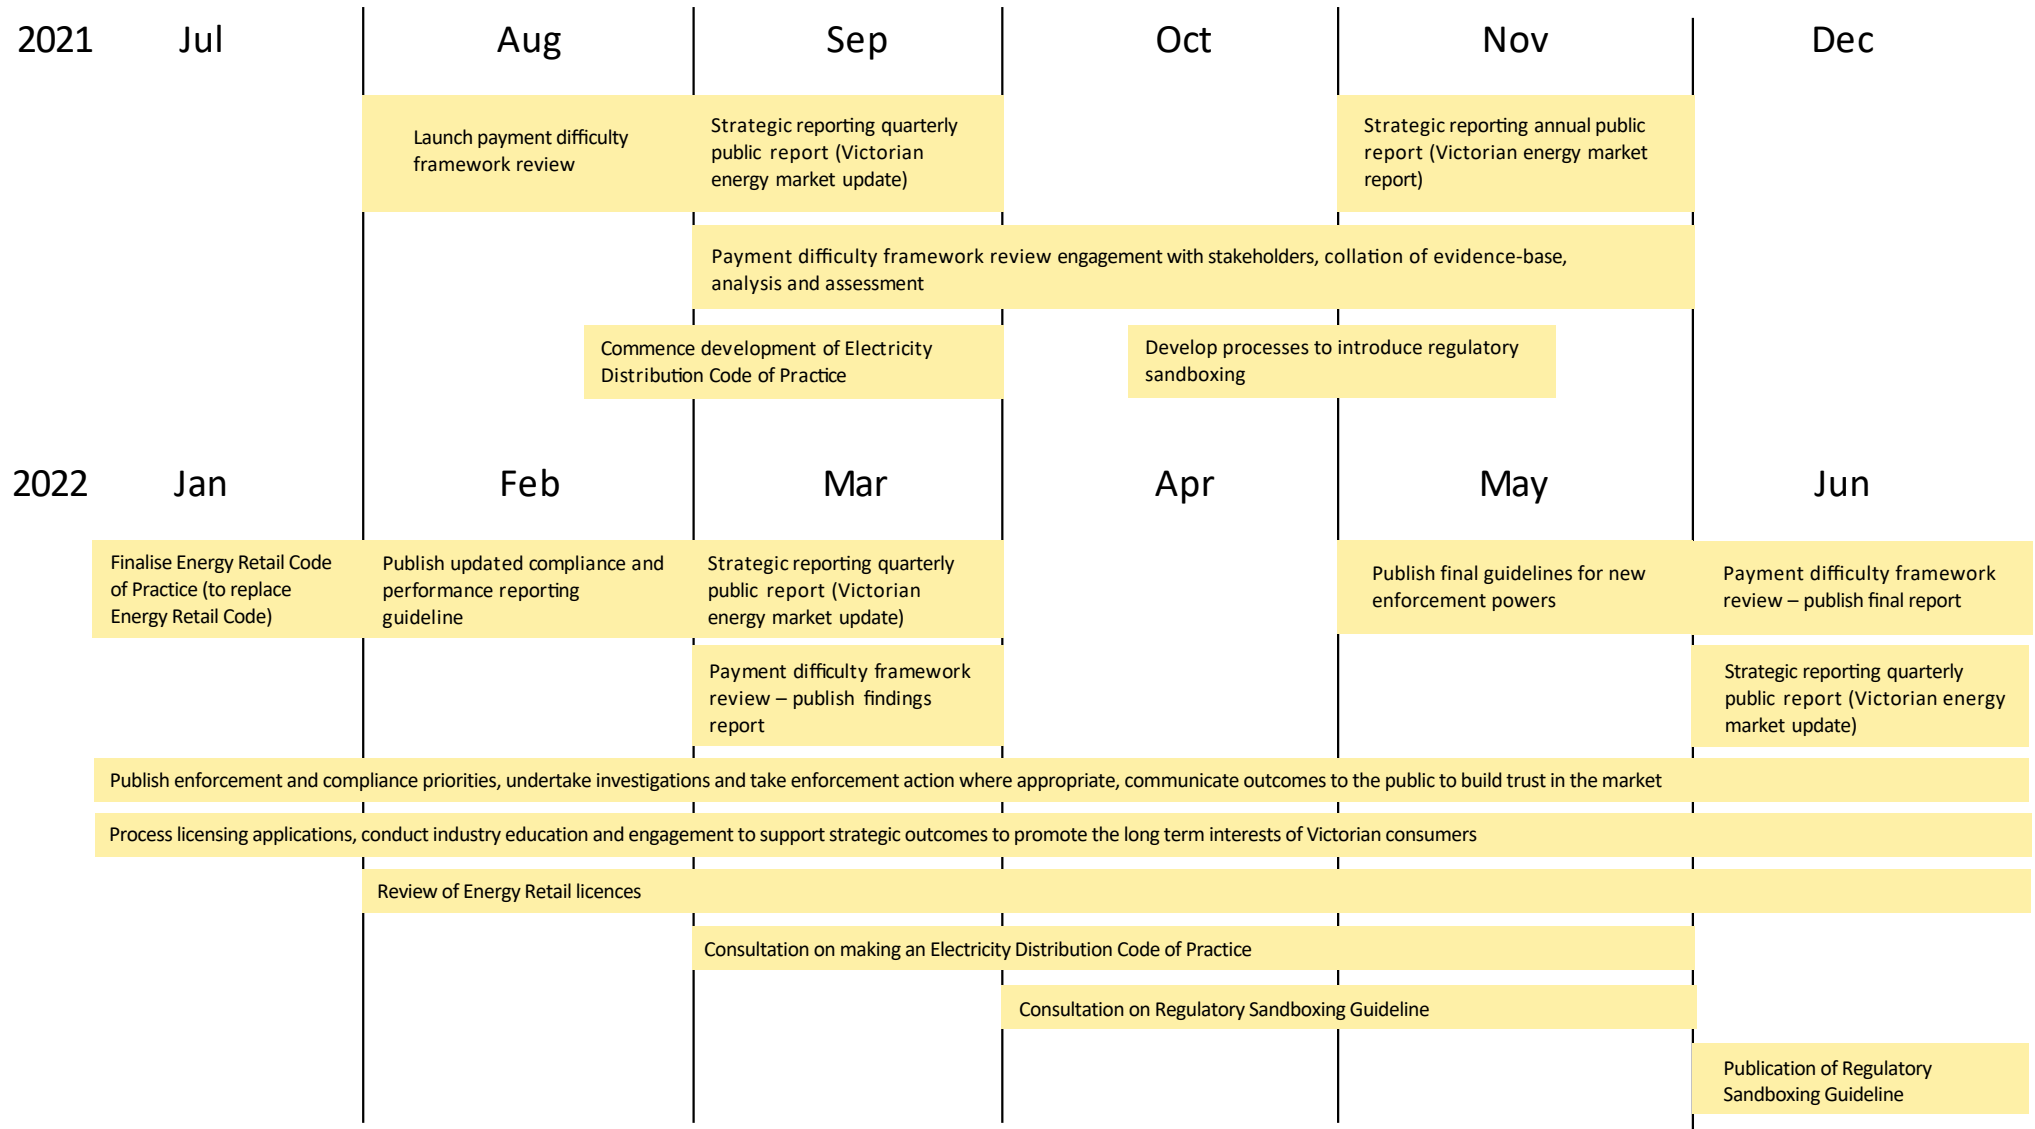 2021 Jul Aug Sep Oct Nov Dec
Launch payment difficulty
framework review
Strategic reporting quarterly
public report (Victorian
energy market update)
Strategic reporting annual public
report (Victorian energy market
report)
Payment difficulty framework review engagement with stakeholders, collation of evidence-base,
analysis and assessment
Commence development of Electricity
Distribution Code of Practice
Develop processes to introduce regulatory
sandboxing
2022 Jan Feb Mar Apr May Jun
Finalise Energy Retail Code
of Practice (to replace
Energy Retail Code)
Publish updated compliance and
performance reporting
guideline
Strategic reporting quarterly
public report (Victorian
energy market update)
Publish final guidelines for new
enforcement powers
Payment difficulty framework
review – publish final report
Payment difficulty framework
review – publish findings
report
Strategic reporting quarterly
public report (Victorian energy
market update)
Publish enforcement and compliance priorities, undertake investigations and take enforcement action where appropriate, communicate outcomes to the public to build trust in the market
Process licensing applications, conduct industry education and engagement to support strategic outcomes to promote the long term interests of Victorian consumers
Review of Energy Retail licences
Consultation on making an Electricity Distribution Code of Practice
Consultation on Regulatory Sandboxing Guideline
Publication of Regulatory
Sandboxing Guideline